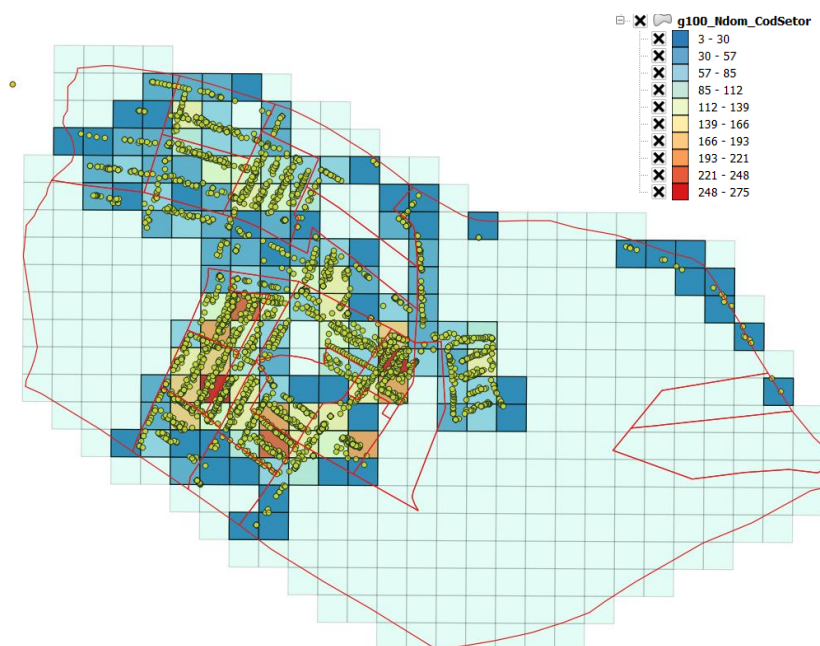 g100_Ndom_CodSetor
3 - 30
30 - 57
57 - 85
85 - 112
112 - 139
139 - 166
166 - 193
193 - 221
221 - 248
248 - 275